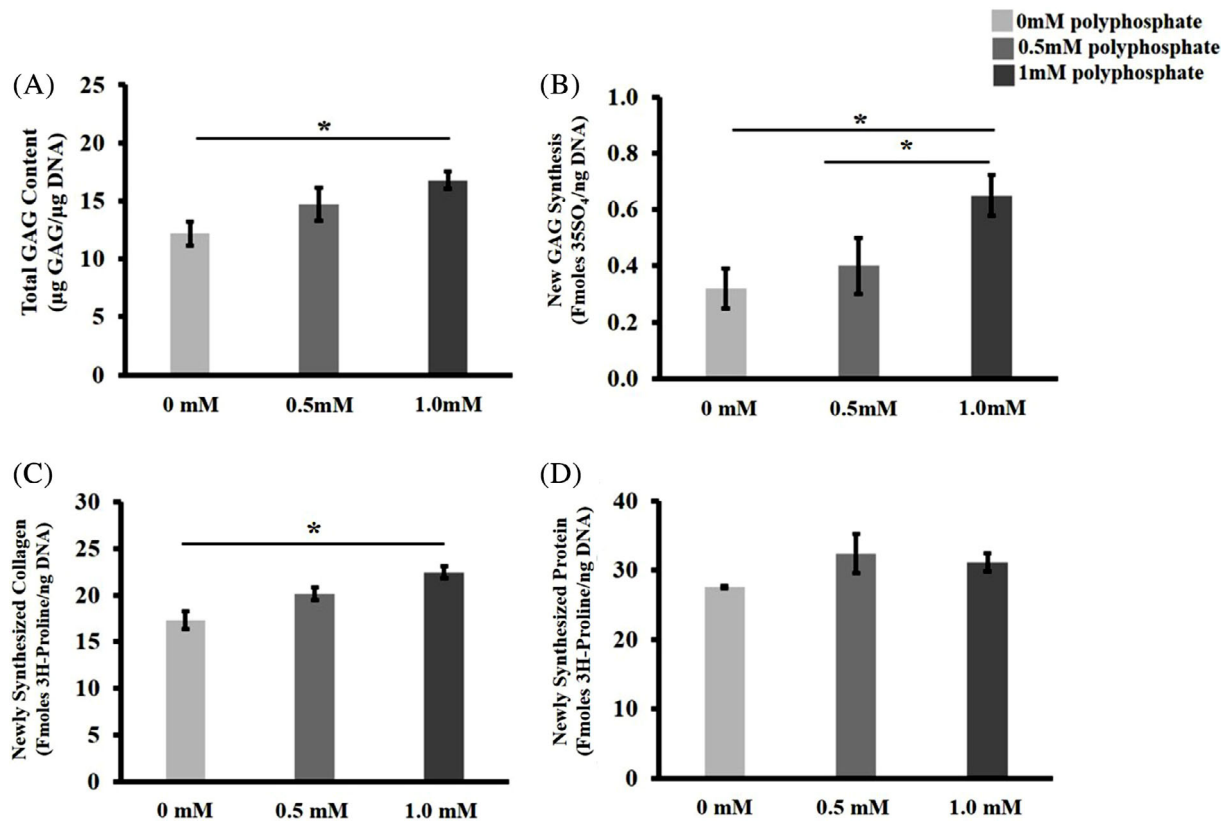 0mM polyphosphate
0.5mM polyphosphate
1mM polyphosphate
(A)
Total GAG Content
(µg GAG/µg DNA)
25
20
15
10
5
0
*
0 mM
0.5mM
1.0mM
(B)
New GAG Synthesis
(Fmoles 35SO₄/ng DNA)
1.0
0.8
0.6
0.4
0.2
0.0
*
*
0 mM
0.5mM
1.0mM
(C)
Newly Synthesized Collagen
(Fmoles 3H-Proline/ng DNA)
30
25
20
15
10
5
0
*
0 mM
0.5 mM
1.0 mM
(D)
Newly Synthesized Protein
(Fmoles 3H-Proline/ng DNA)
40
30
20
10
0
0 mM
0.5 mM
1.0 mM